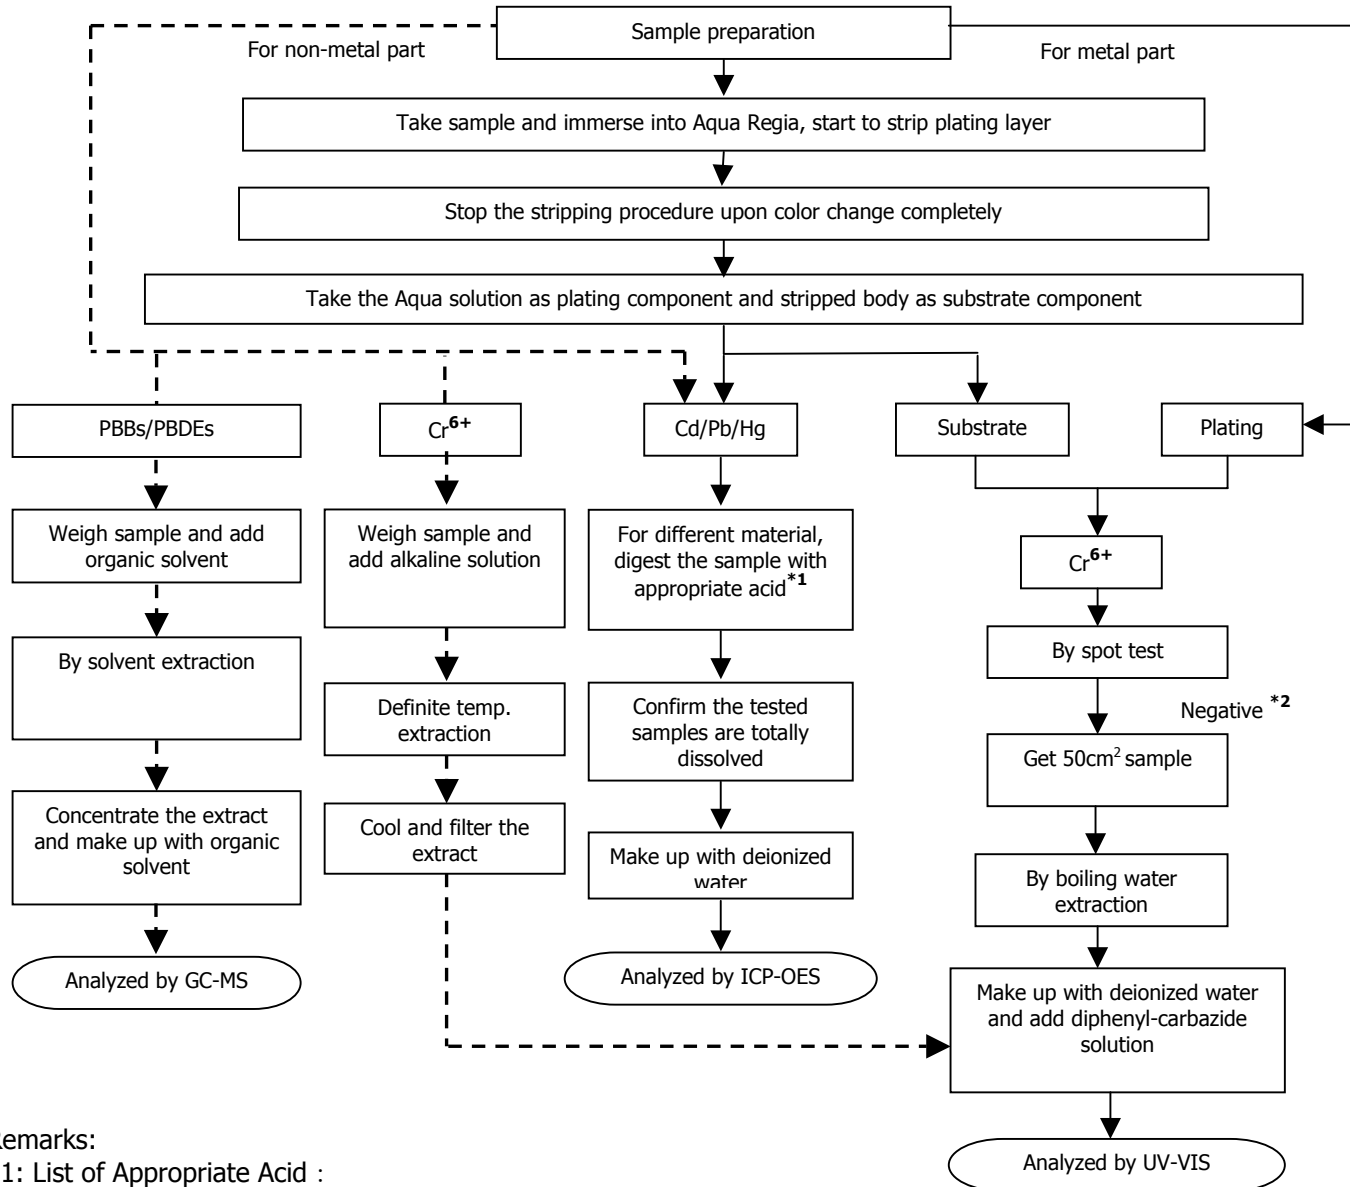 Sample preparation
For non-metal part
For metal part
Take sample and immerse into Aqua Regia, start to strip plating layer
Stop the stripping procedure upon color change completely
Take the Aqua solution as plating component and stripped body as substrate component
PBBs/PBDEs
Cr6+
Cd/Pb/Hg
Substrate
Plating
Weigh sample and add
organic solvent
Weigh sample and
add alkaline solution
For different material,
digest the sample with
appropriate acid*1
Cr6+
By solvent extraction
Definite temp.
extraction
Confirm the tested
samples are totally
dissolved
By spot test
Negative *2
Get 50cm2 sample
Concentrate the extract
and make up with organic
solvent
Cool and filter the
extract
Make up with deionized
water
By boiling water
extraction
Analyzed by GC-MS
Analyzed by ICP-OES
Make up with deionized water
and add diphenyl-carbazide
solution
Analyzed by UV-VIS
emarks:
1: List of Appropriate Acid :